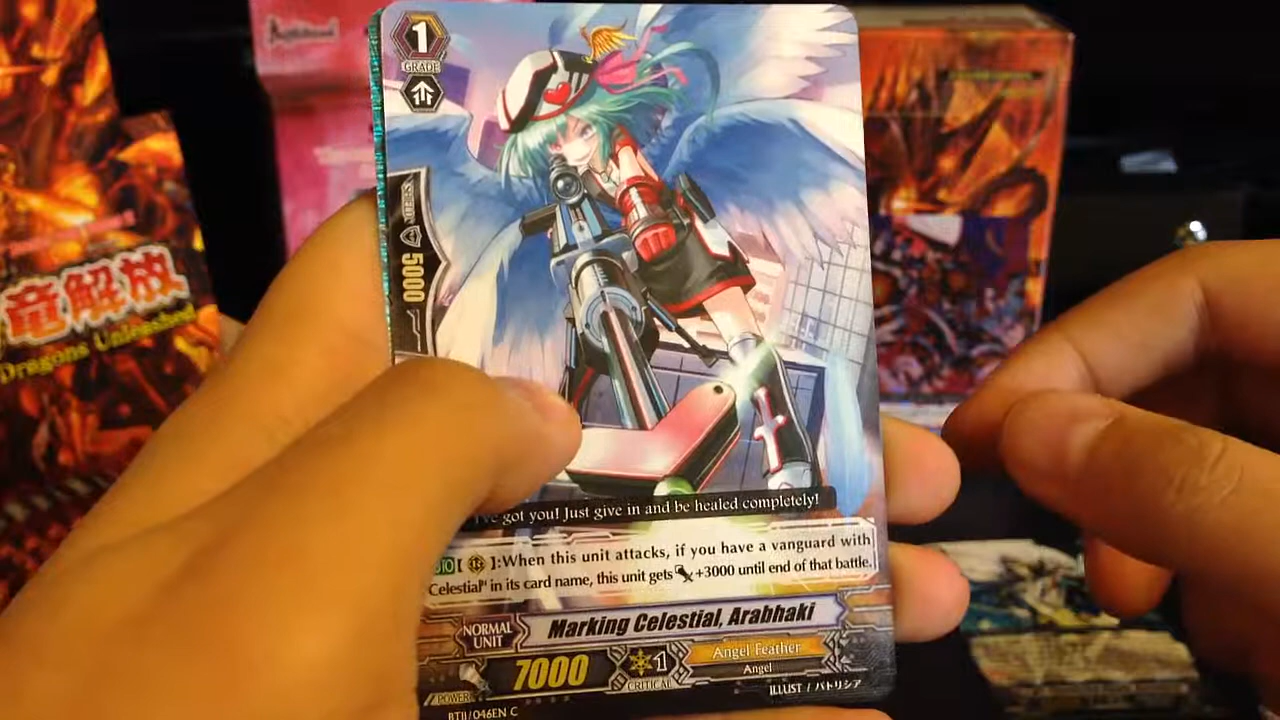 1
GRADE
SHIELD
5000
竜解放
Dragons Unleashed
I've got you! Just give in and be healed completely!
]:When this unit attacks, if you have a vanguard with
Celestial" in its card name, this unit gets +3000 until end of that battle.
NORMAL
UNIT
Marking Celestial, Arabhaki
POWER
7000
1
CRITICAL
Angel Feather
Angel
BT11/046EN C
ILLUST / パトリシア